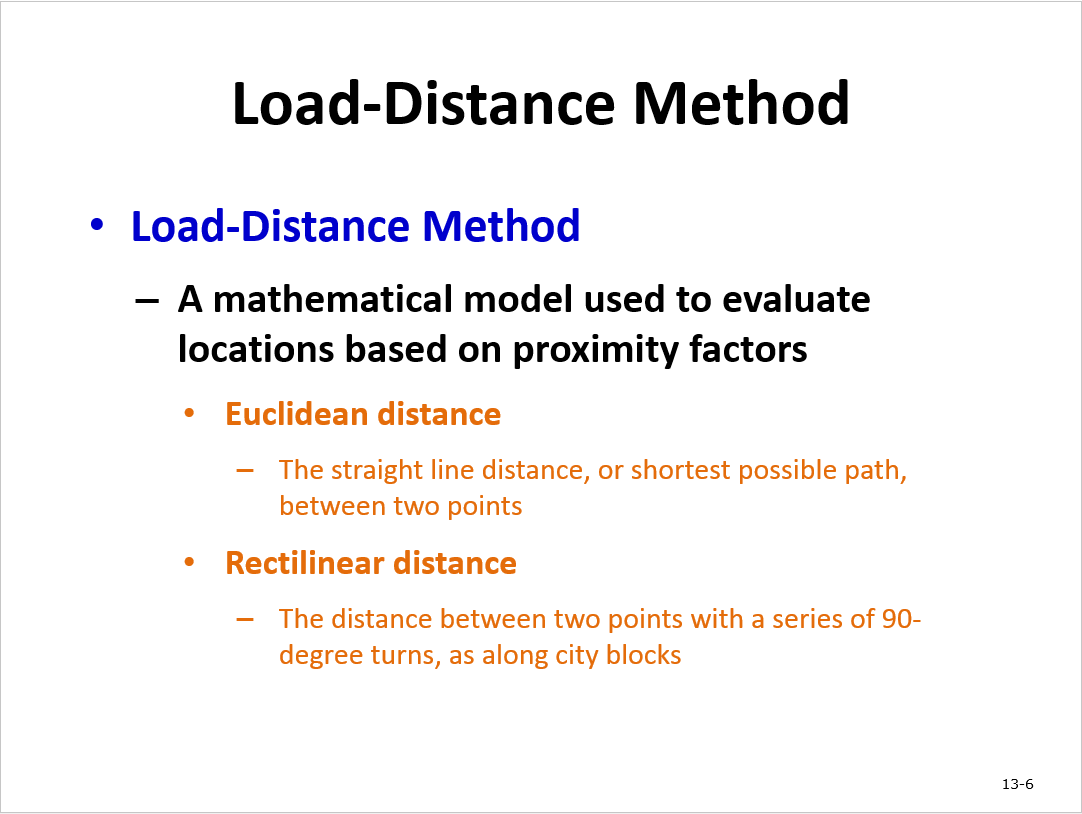 Load-Distance Method
• Load-Distance Method
– A mathematical model used to evaluate
locations based on proximity factors
• Euclidean distance
– The straight line distance, or shortest possible path,
between two points
• Rectilinear distance
– The distance between two points with a series of 90-
degree turns, as along city blocks
13-6